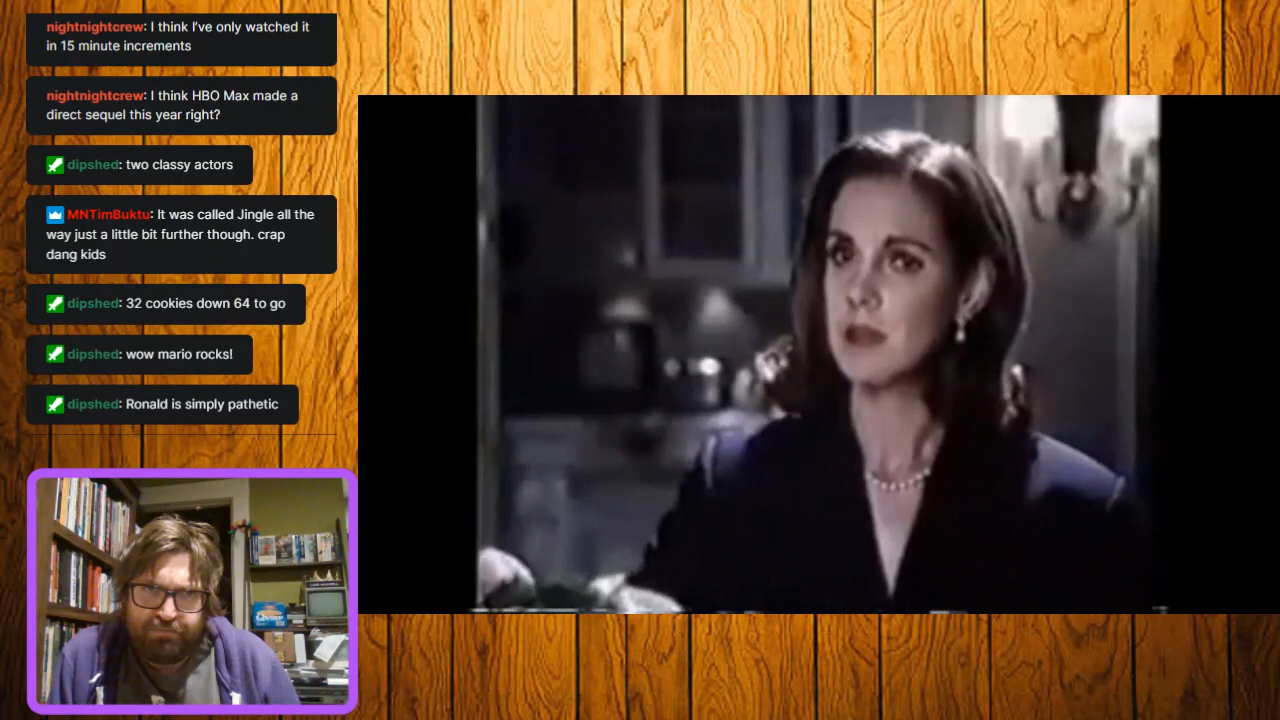 nightnightcrew: I think I've only watched it
in 15 minute increments
nightnightcrew: I think HBO Max made a
direct sequel this year right?
dipshed: two classy actors
MNTimBuktu: It was called Jingle all the
way just a little bit further though. crap
dang kids
dipshed: 32 cookies down 64 to go
dipshed: wow mario rocks!
dipshed: Ronald is simply pathetic